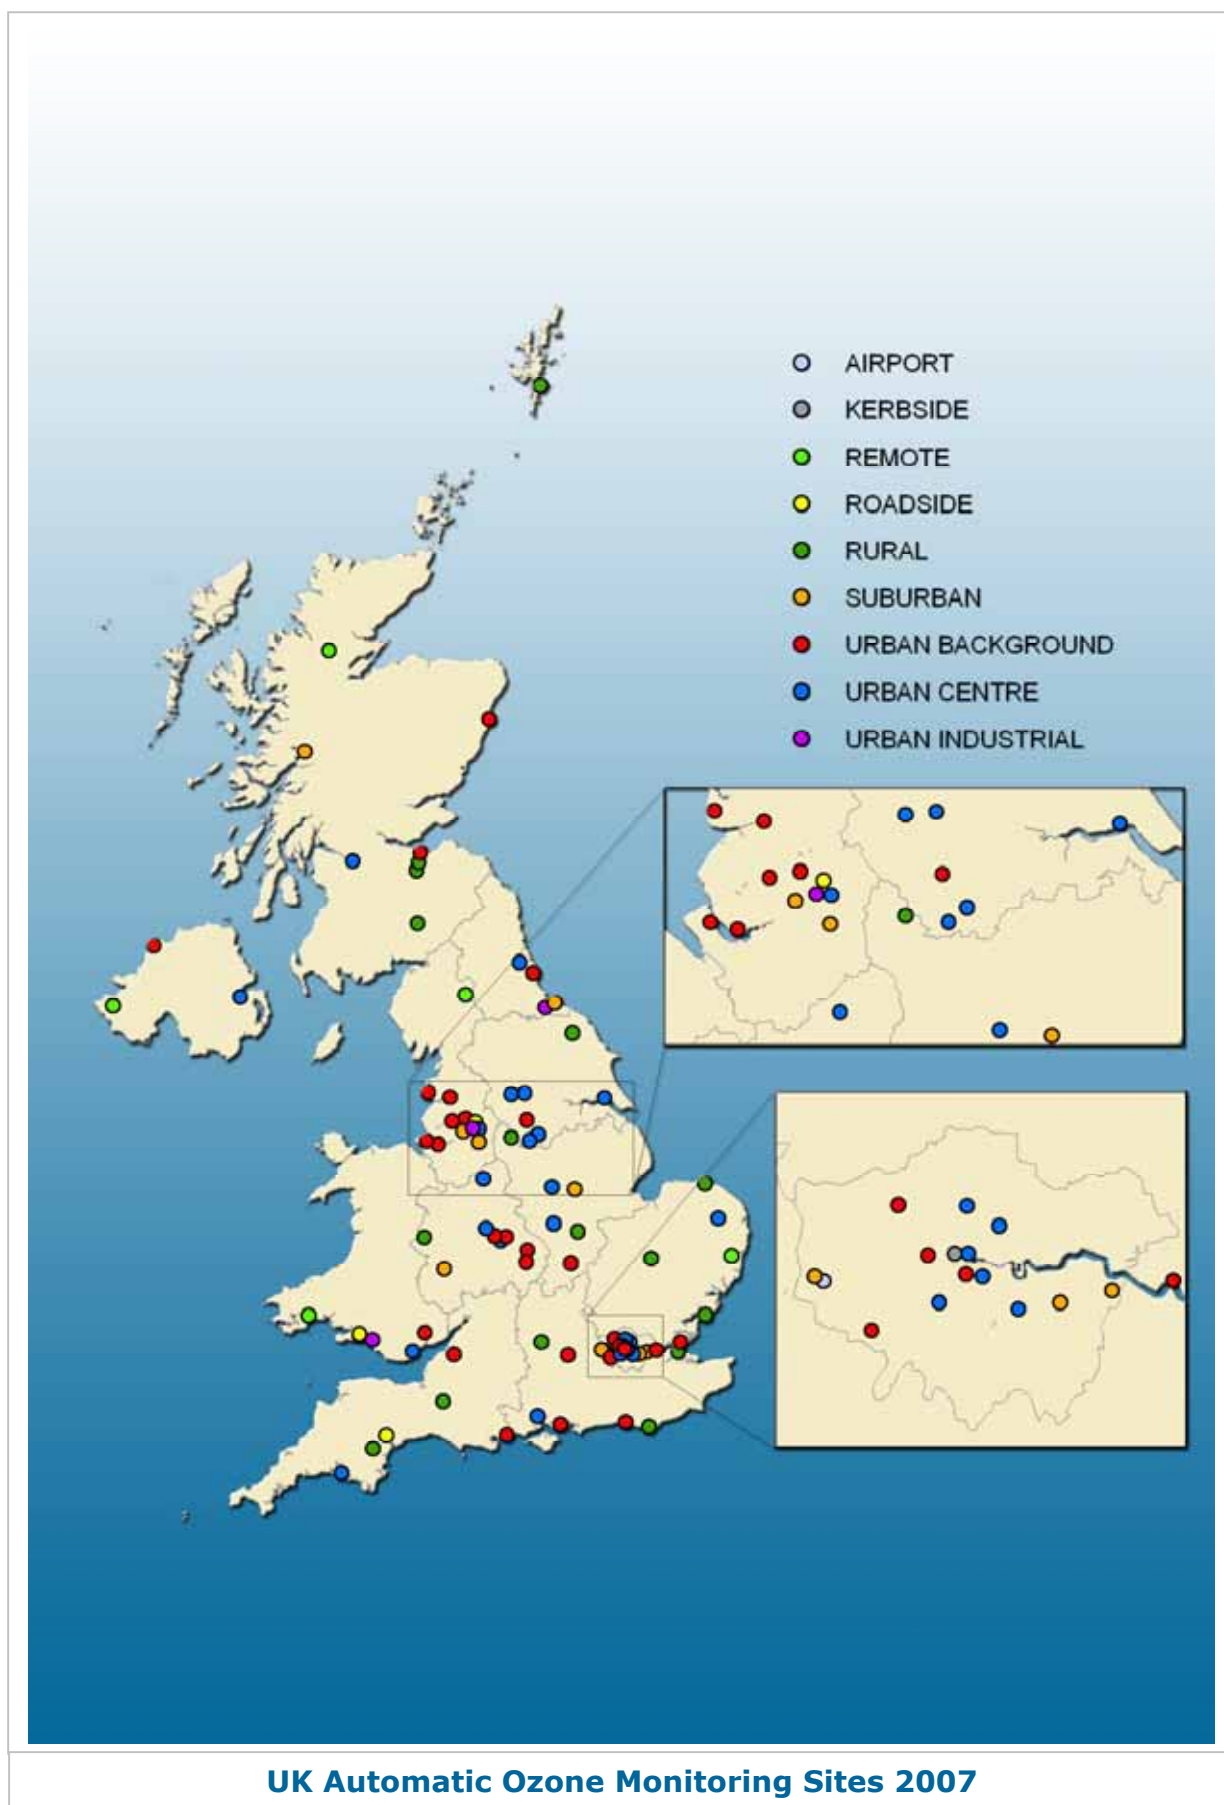 AIRPORT
KERBSIDE
REMOTE
ROADSIDE
RURAL
SUBURBAN
URBAN BACKGROUND
URBAN CENTRE
URBAN INDUSTRIAL
UK Automatic Ozone Monitoring Sites 2007